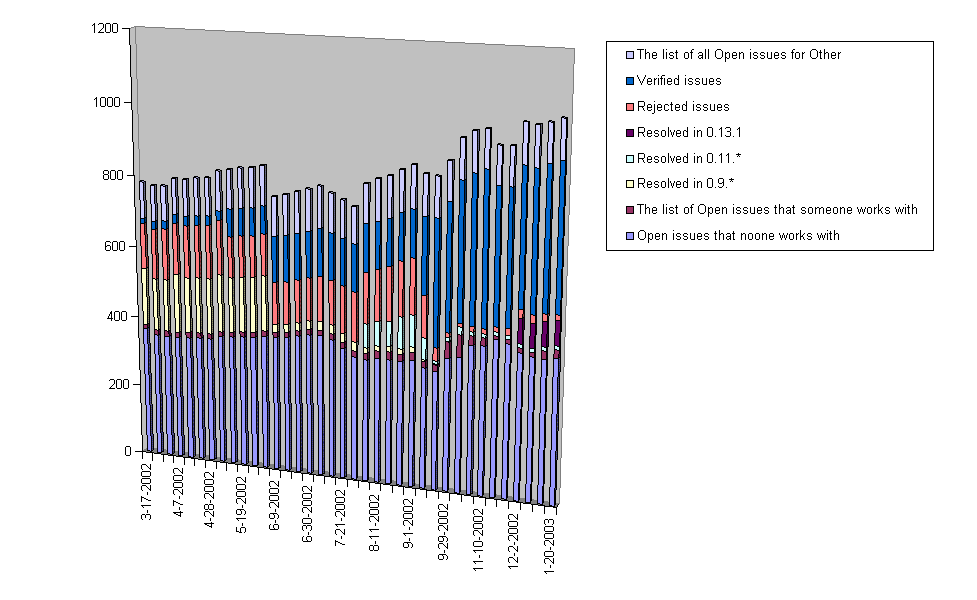 1200
1000
800
600
400
200
0
3-17-2002
4-7-2002
4-28-2002
5-19-2002
6-9-2002
6-30-2002
7-21-2002
8-11-2002
9-1-2002
9-29-2002
11-10-2002
12-2-2002
1-20-2003
The list of all Open issues for Other
Verified issues
Rejected issues
Resolved in 0.13.1
Resolved in 0.11.*
Resolved in 0.9.*
The list of Open issues that someone works with
Open issues that noone works with